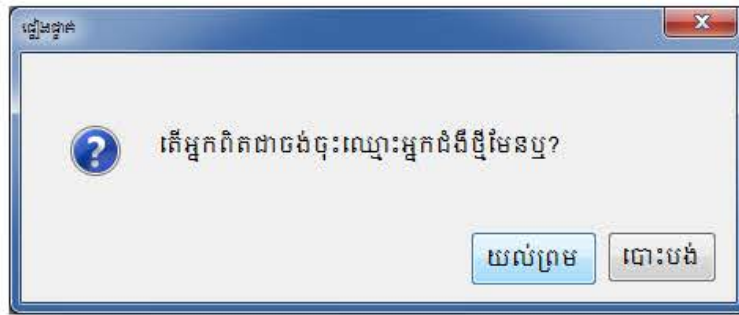 ផ្ទៀងផ្ទាត់
តើអ្នកពិតជាចង់ចុះឈ្មោះអ្នកជំងឺថ្មីមែនឬ?
យល់ព្រម
បោះបង់